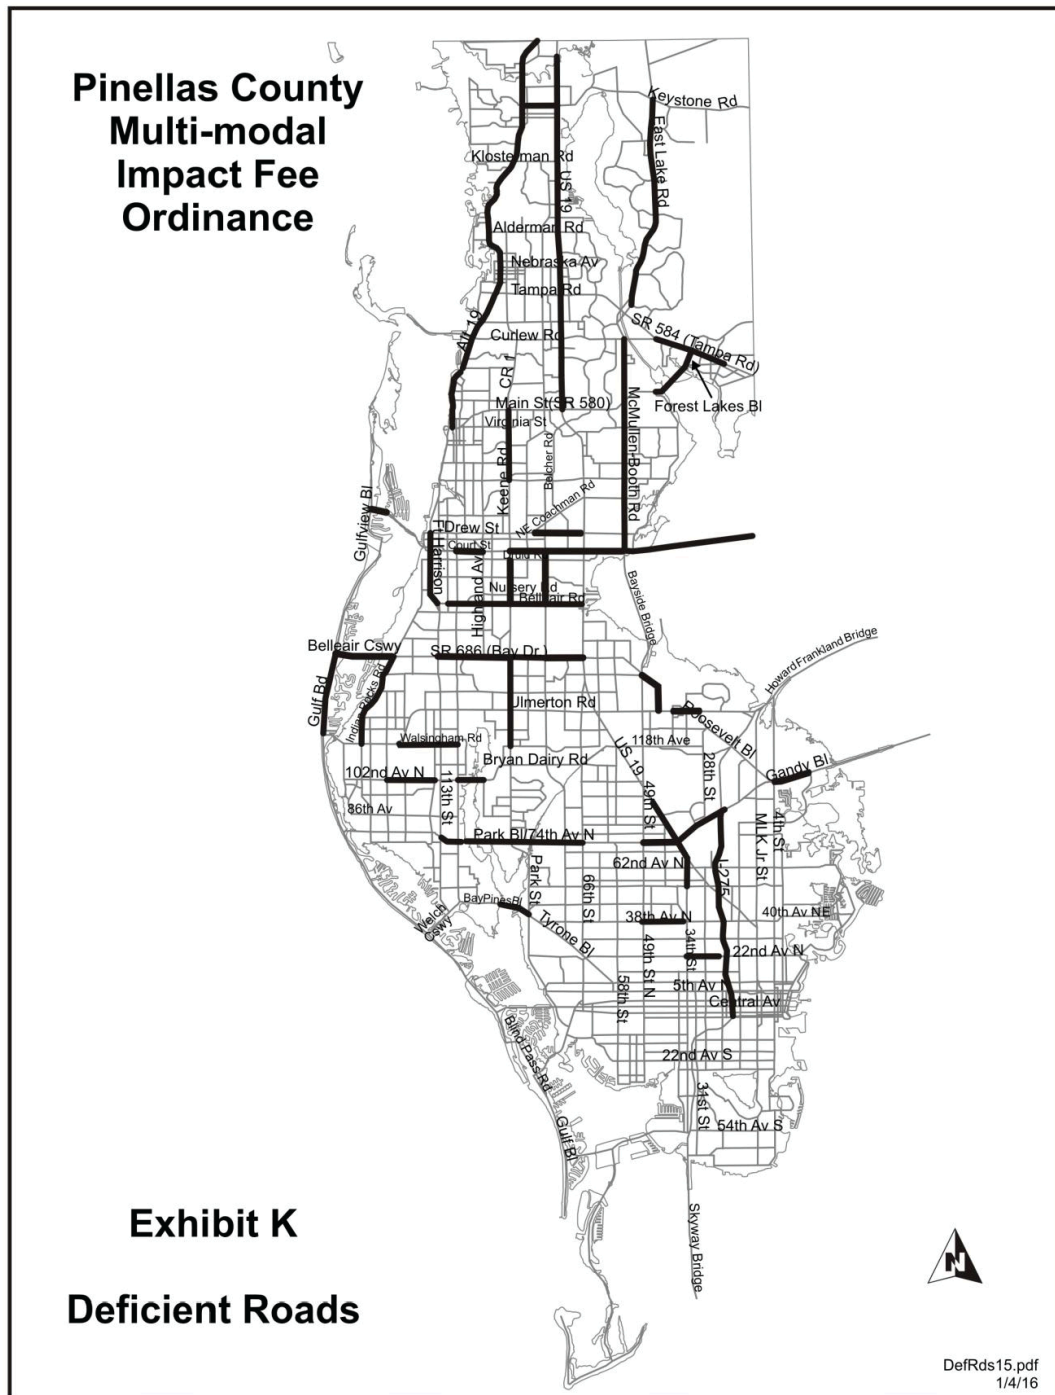 Pinellas County
Multi-modal
Impact Fee
Ordinance
Keystone Rd
East Lake Rd
Klosterman Rd
US 19
Alderman Rd
Nebraska Av
Tampa Rd
Alt 19
Curlew Rd
SR 584 (Tampa Rd)
CR 1
Main St(SR 580)
Forest Lakes Bl
McMullen-Booth Rd
Virginia St
Belcher Rd
Keene Rd
NE Coachman Rd
Gulfview Bl
Drew St
Ft Harrison
Court St
Druid Rd
Highland Av
Nursery Rd
Belleair Rd
Bayside Bridge
Belleair Cswy
SR 686 (Bay Dr.)
Howard Frankland Bridge
Gulf Bd
Indian Rocks Rd
Ulmerton Rd
Roosevelt Bl
Walsingham Rd
118th Ave
US 19
Bryan Dairy Rd
28th St
Gandy Bl
102nd Av N
113th St
49th St
86th Av
4th St
MLK Jr St
Park Bl/74th Av N
62nd Av N
I-275
Park St
66th St
BayPinesBl
Welch
Cswy
Tyrone Bl
38th Av N
40th Av NE
34th St
49th St N
22nd Av N
58th St
5th Av N
Central Av
Blind Pass Rd
22nd Av S
31st St
54th Av S
Gulf Bl
Skyway Bridge
Exhibit K
Deficient Roads
N
DefRds15.pdf
1/4/16